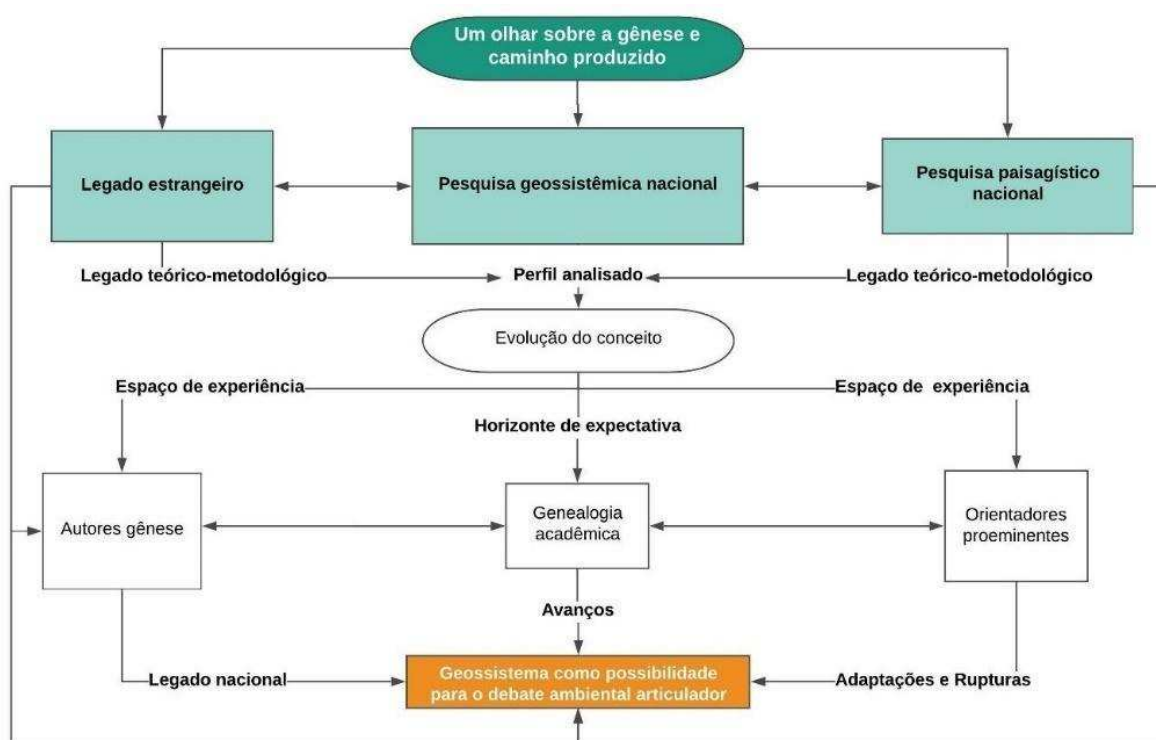 Um olhar sobre a gênese e
caminho produzido
Legado estrangeiro
Pesquisa geossistêmica nacional
Pesquisa paisagístico
nacional
Legado teórico-metodológico
Perfil analisado
Legado teórico-metodológico
Evolução do conceito
Espaço de experiência
Espaço de  experiência
Horizonte de expectativa
Autores gênese
Genealogia
acadêmica
Orientadores
proeminentes
Avanços
Legado nacional
Geossistema como possibilidade
para o debate ambiental articulador
Adaptações e Rupturas